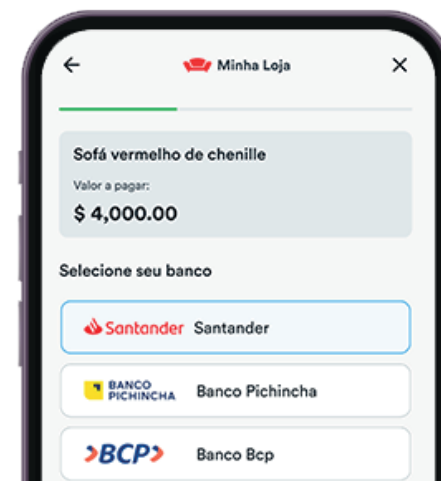 Minha Loja
Sofá vermelho de chenille
Valor a pagar:
$ 4,000.00
Selecione seu banco
Santander Santander
BANCO
PICHINCHA Banco Pichincha
BCP Banco Bcp